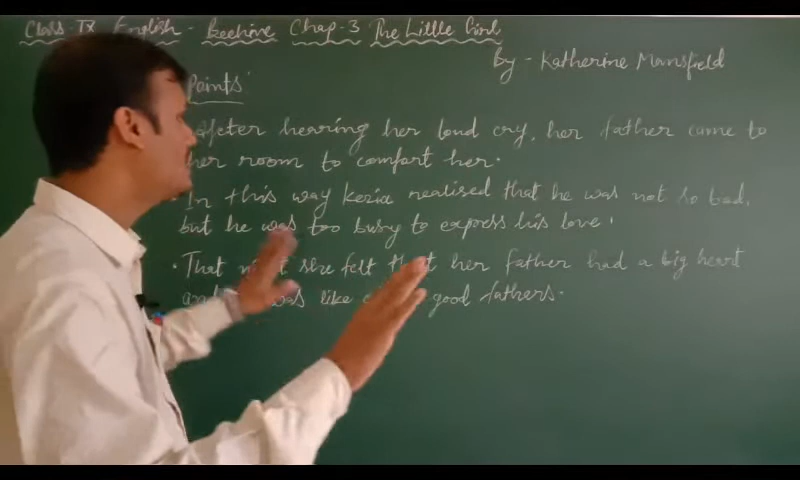 Class-IX English - Beehive Chap-3 The Little Girl
By - Katherine Mansfield
Points
After hearing her loud cry, her father came to
her room to comfort her.
• In this way Kezia realised that he was not so bad,
but he was too busy to express his love.
• That she felt that her father had a big heart
and was like good fathers.